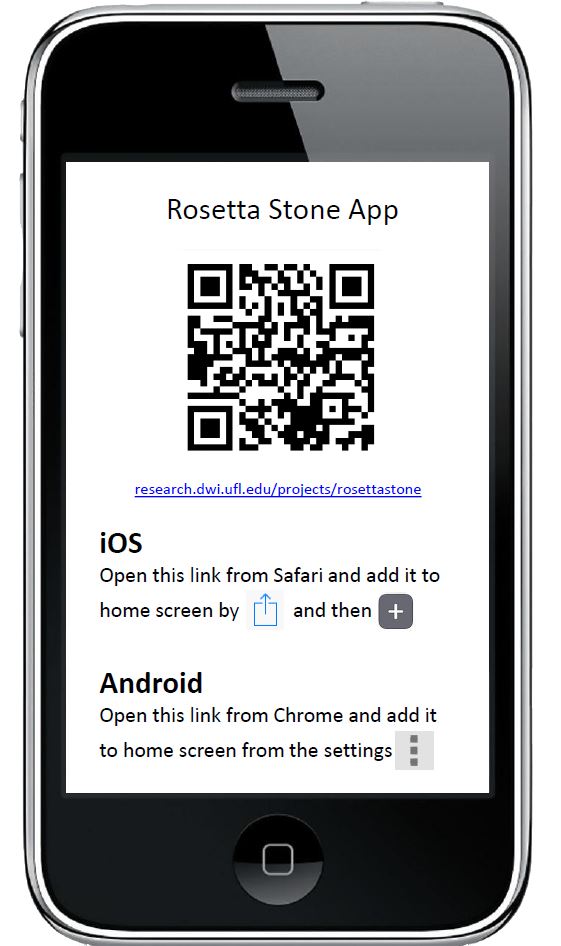 Rosetta Stone App
research.dwi.ufl.edu/projects/rosettastone
iOS
Open this link from Safari and add it to
home screen by and then +
Android
Open this link from Chrome and add it
to home screen from the settings